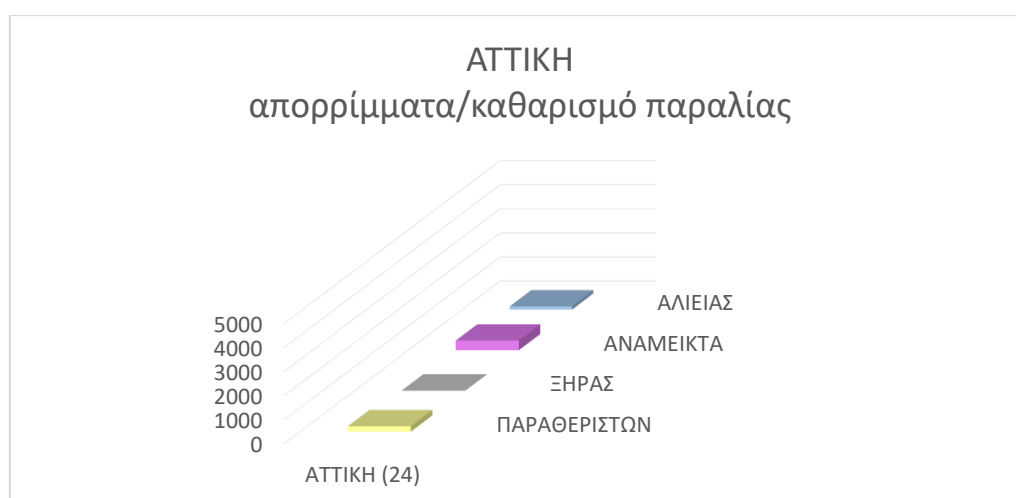 ΑΤΤΙΚΗ
απορρίμματα/καθαρισμό παραλίας
5000
4000
3000
2000
1000
0
ΑΛΙΕΙΑΣ
ΑΝΑΜΕΙΚΤΑ
ΞΗΡΑΣ
ΠΑΡΑΘΕΡΙΣΤΩΝ
ΑΤΤΙΚΗ (24)